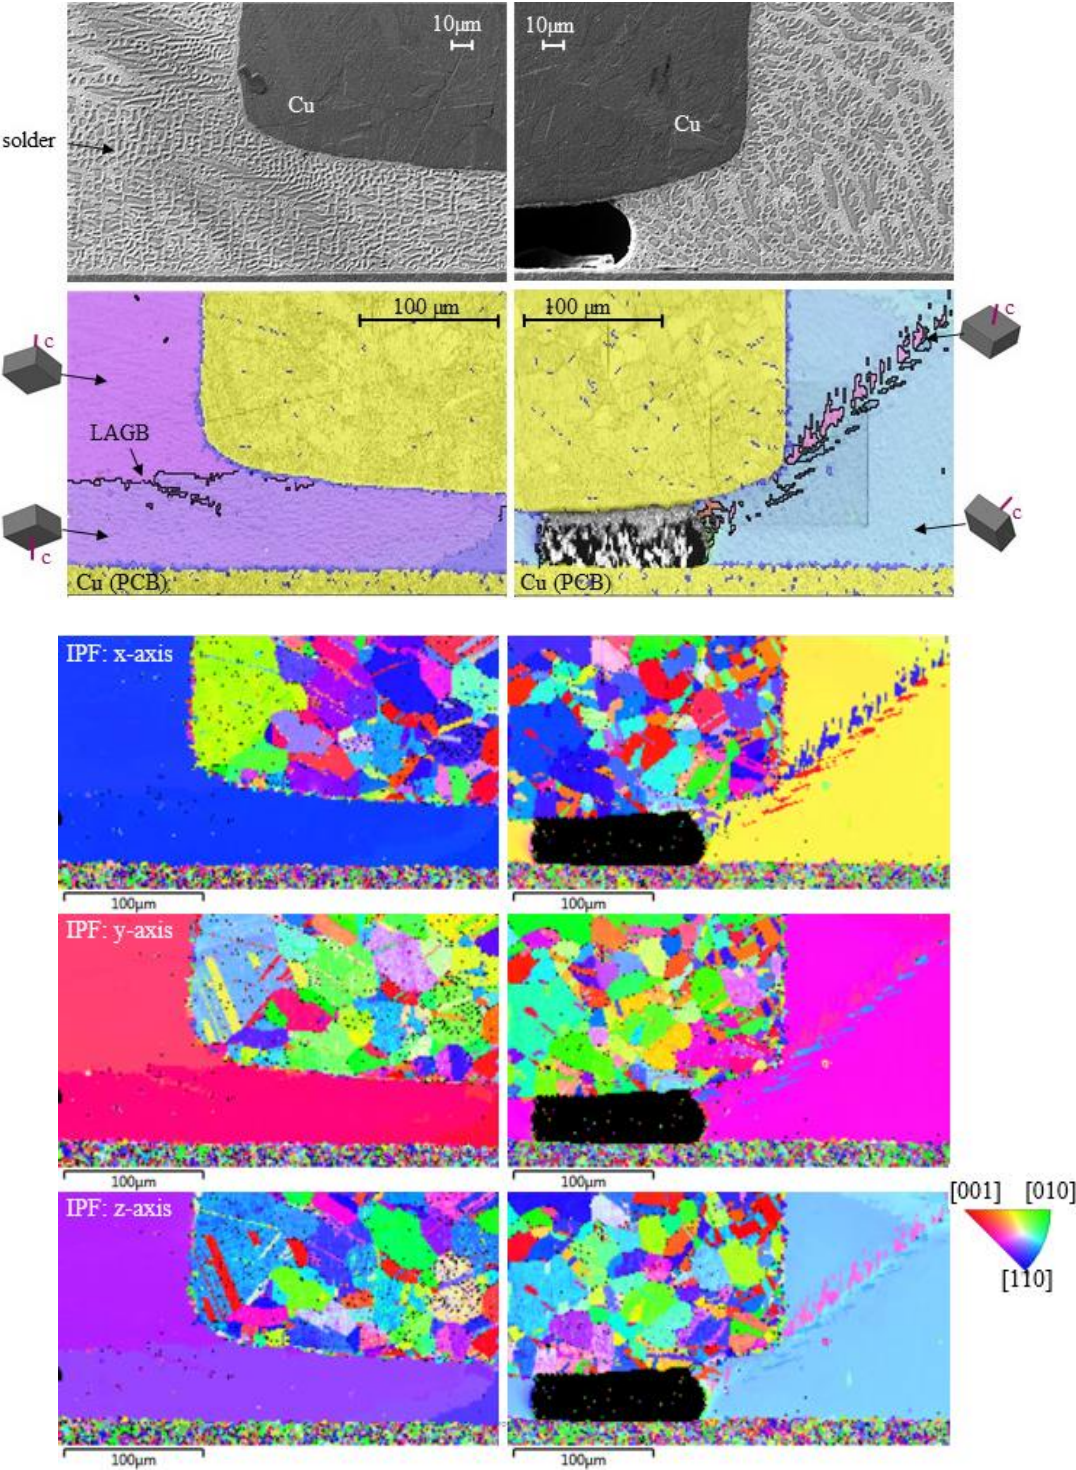 10μm
10μm
Cu
Cu
solder
100 μm
100 μm
c
c
LAGB
c
c
Cu (PCB)
Cu (PCB)
IPF: x-axis
100μm
100μm
IPF: y-axis
100μm
100μm
[001] [010]
IPF: z-axis
[110]
100μm
100μm